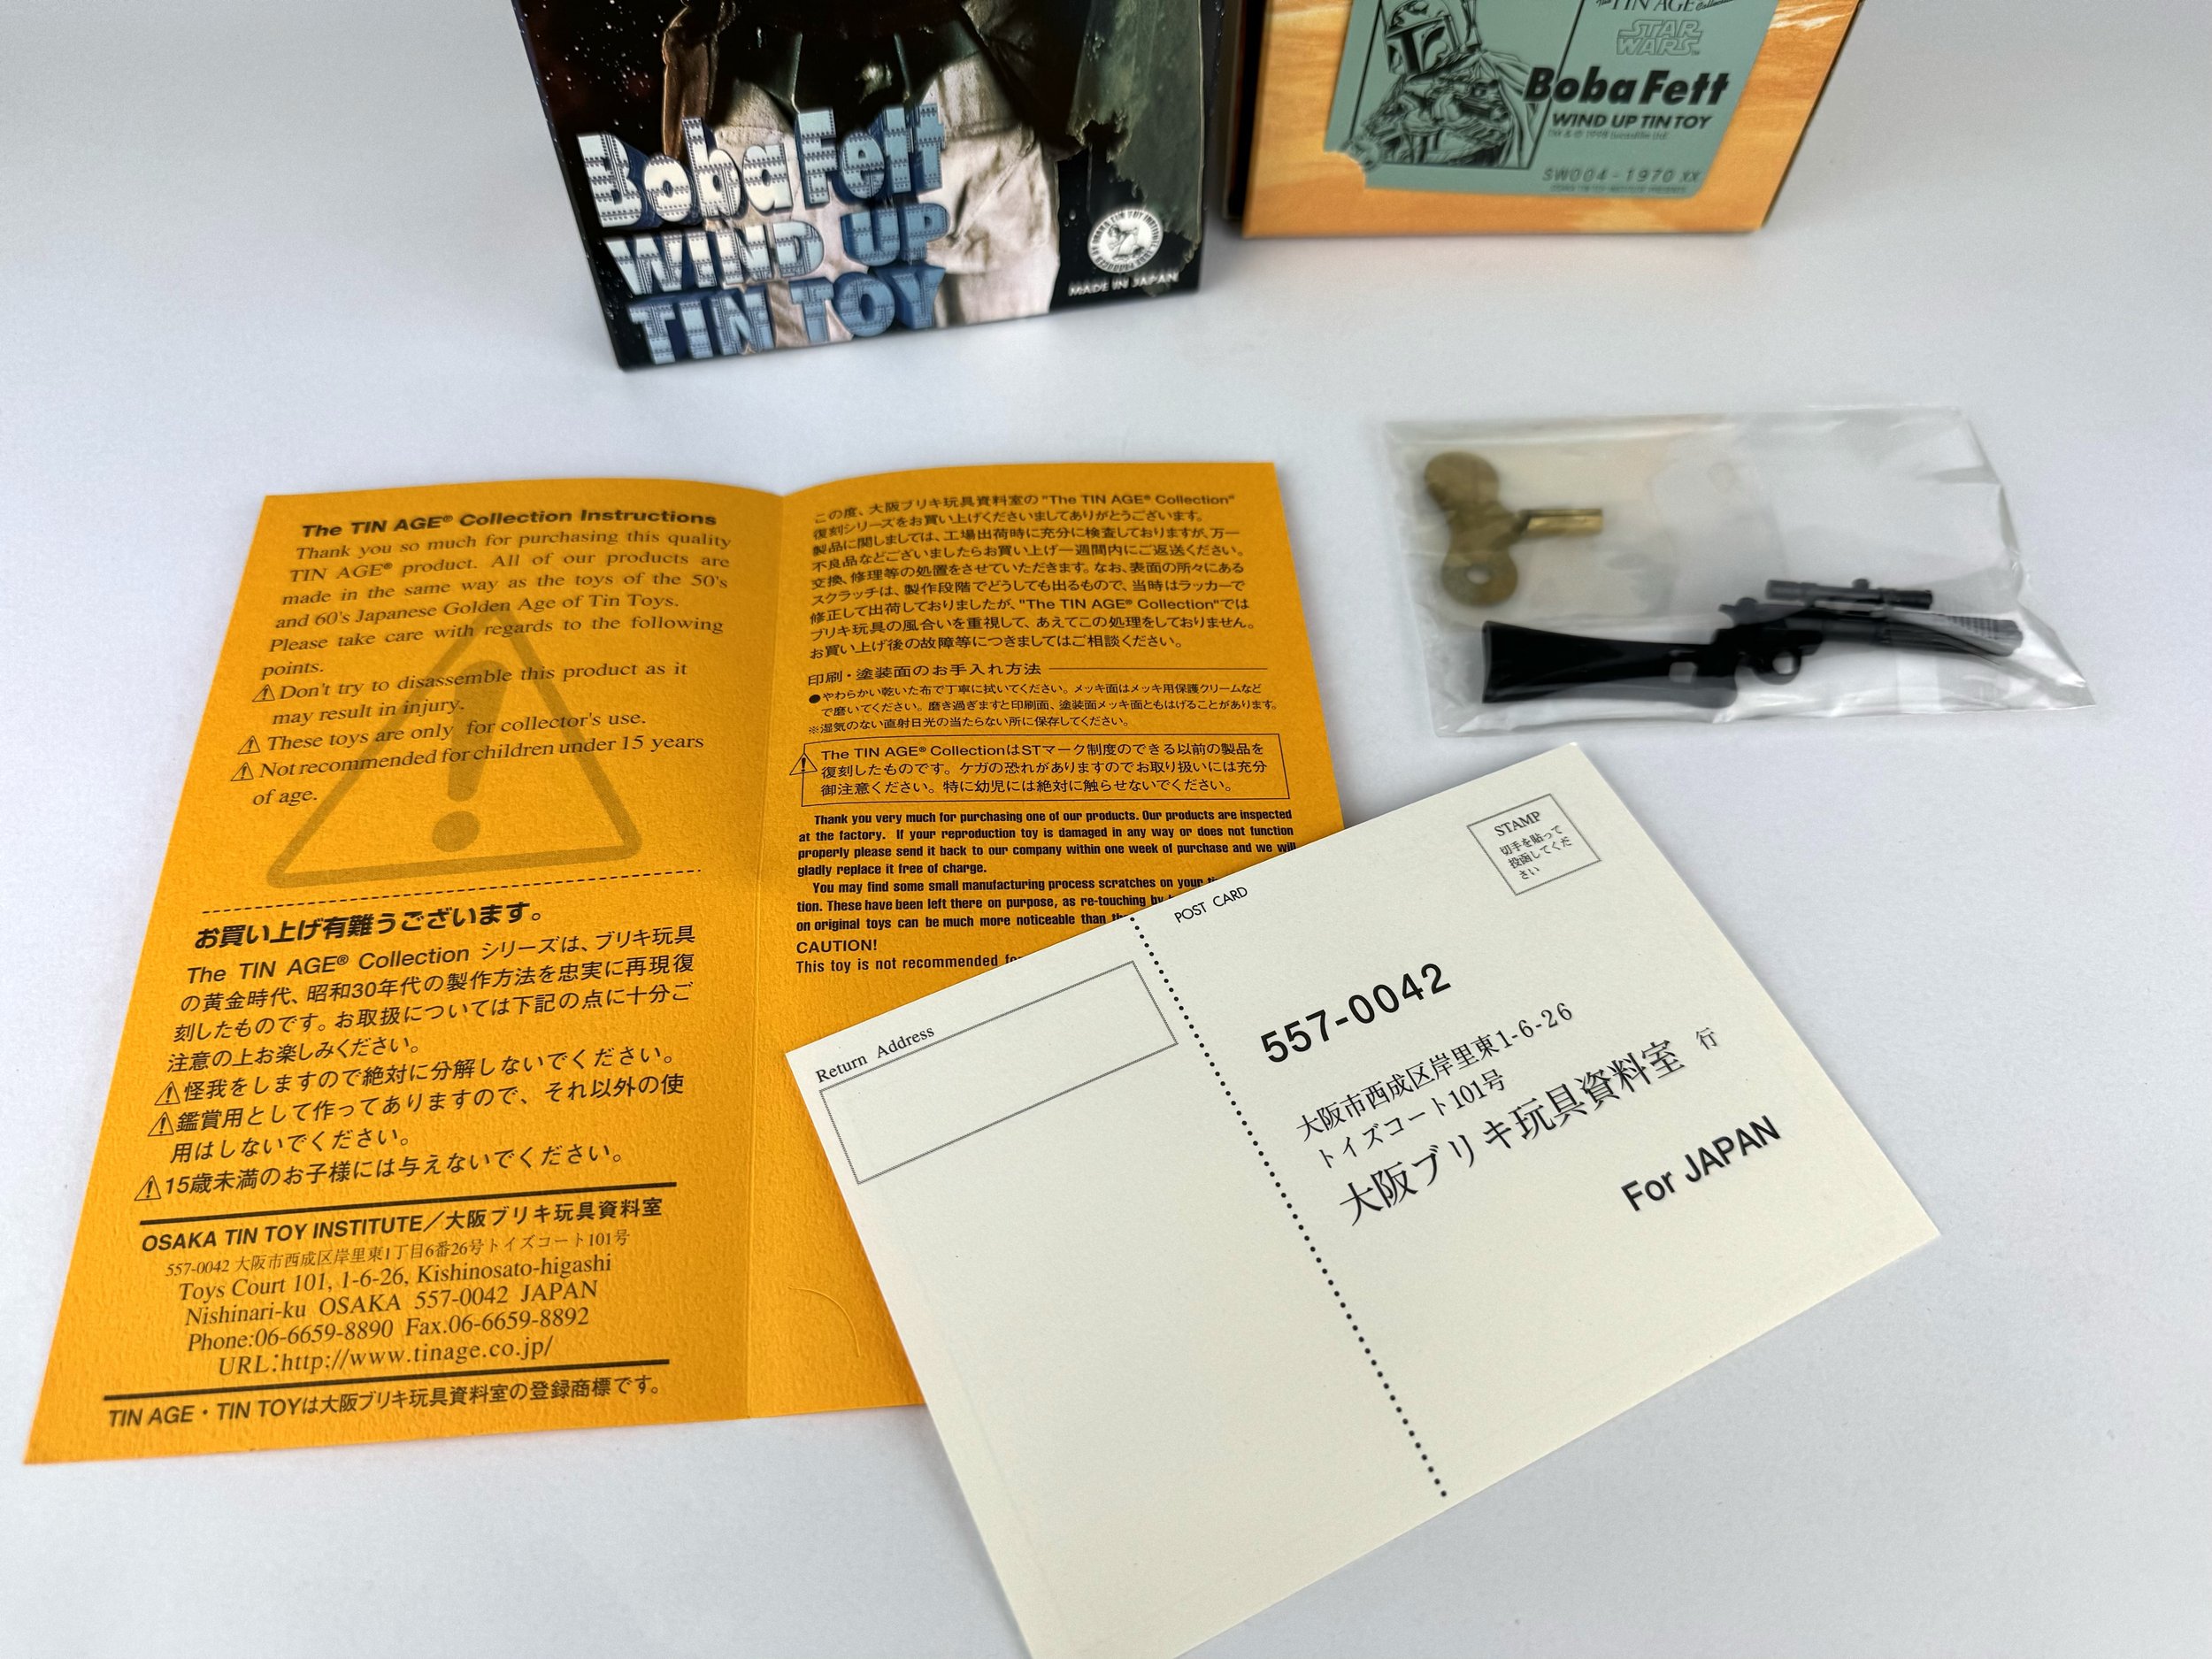 Boba Fett
WIND UP
TIN TOY
MADE IN JAPAN
The TIN AGE Collection
STAR
WARS
Boba Fett
WIND UP TIN TOY
TM & © 1998 Lucasfilm Ltd.
SW004-1970 XX
The TIN AGE® Collection Instructions
Thank you so much for purchasing this quality
TIN AGE® product. All of our products are
made in the same way as the toys of the 50's
and 60's Japanese Golden Age of Tin Toys.
Please take care with regards to the following
points.
⚠Don't try to disassemble this product as it
may result in injury.
⚠These toys are only for collector's use.
⚠Not recommended for children under 15 years
of age.
お買い上げ有難うございます。
The TIN AGE® Collection シリーズは、ブリキ玩具
の黄金時代、昭和30年代の製作方法を忠実に再現復
刻したものです。お取扱については下記の点に十分ご
注意の上お楽しみください。
⚠怪我をしますので絶対に分解しないでください。
⚠鑑賞用として作ってありますので、それ以外の使
用はしないでください。
⚠15歳未満のお子様には与えないでください。
OSAKA TIN TOY INSTITUTE／大阪ブリキ玩具資料室
557-0042 大阪市西成区岸里東1丁目6番26号トイズコート101号
Toys Court 101, 1-6-26, Kishinosato-higashi
Nishinari-ku OSAKA 557-0042 JAPAN
Phone:06-6659-8890 Fax.06-6659-8892
URL:http://www.tinage.co.jp/
TIN AGE・TIN TOYは大阪ブリキ玩具資料室の登録商標です。
この度、大阪ブリキ玩具資料室の"The TIN AGE® Collection"
復刻シリーズをお買い上げくださいましてありがとうございます。
製品に関しましては、工場出荷時に充分に検査しておりますが、万一
不良品などございましたらお買い上げ一週間内にご返送ください。
交換、修理等の処置をさせていただきます。なお、表面の所々にある
スクラッチは、製作段階でどうしても出るもので、当時はラッカーで
修正して出荷しておりましたが、"The TIN AGE® Collection"では
ブリキ玩具の風合いを重視して、あえてこの処理をしておりません。
お買い上げ後の故障等につきましてはご相談ください。
印刷・塗装面のお手入れ方法
●やわらかい乾いた布で丁寧に拭いてください。メッキ面はメッキ用保護クリームなど
で磨いてください。磨き過ぎますと印刷面、塗装面メッキ面ともはげることがあります。
※湿気のない直射日光の当たらない所に保存してください。
⚠The TIN AGE® CollectionはSTマーク制度のできる以前の製品を
復刻したものです。ケガの恐れがありますのでお取り扱いには充分
御注意ください。特に幼児には絶対に触らせないでください。
Thank you very much for purchasing one of our products. Our products are inspected
at the factory. If your reproduction toy is damaged in any way or does not function
properly please send it back to our company within one week of purchase and we will
gladly replace it free of charge.
You may find some small manufacturing process scratches on your
tion. These have been left there on purpose, as re-touching by
on original toys can be much more noticeable than
CAUTION!
This toy is not recommended
POST CARD
STAMP
切手を貼って
投函してくだ
さい
Return Address
557-0042
大阪市西成区岸里東1-6-26
トイズコート101号
大阪ブリキ玩具資料室 行
For JAPAN